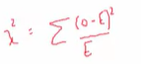 χ² = Σ (O-E)² / E